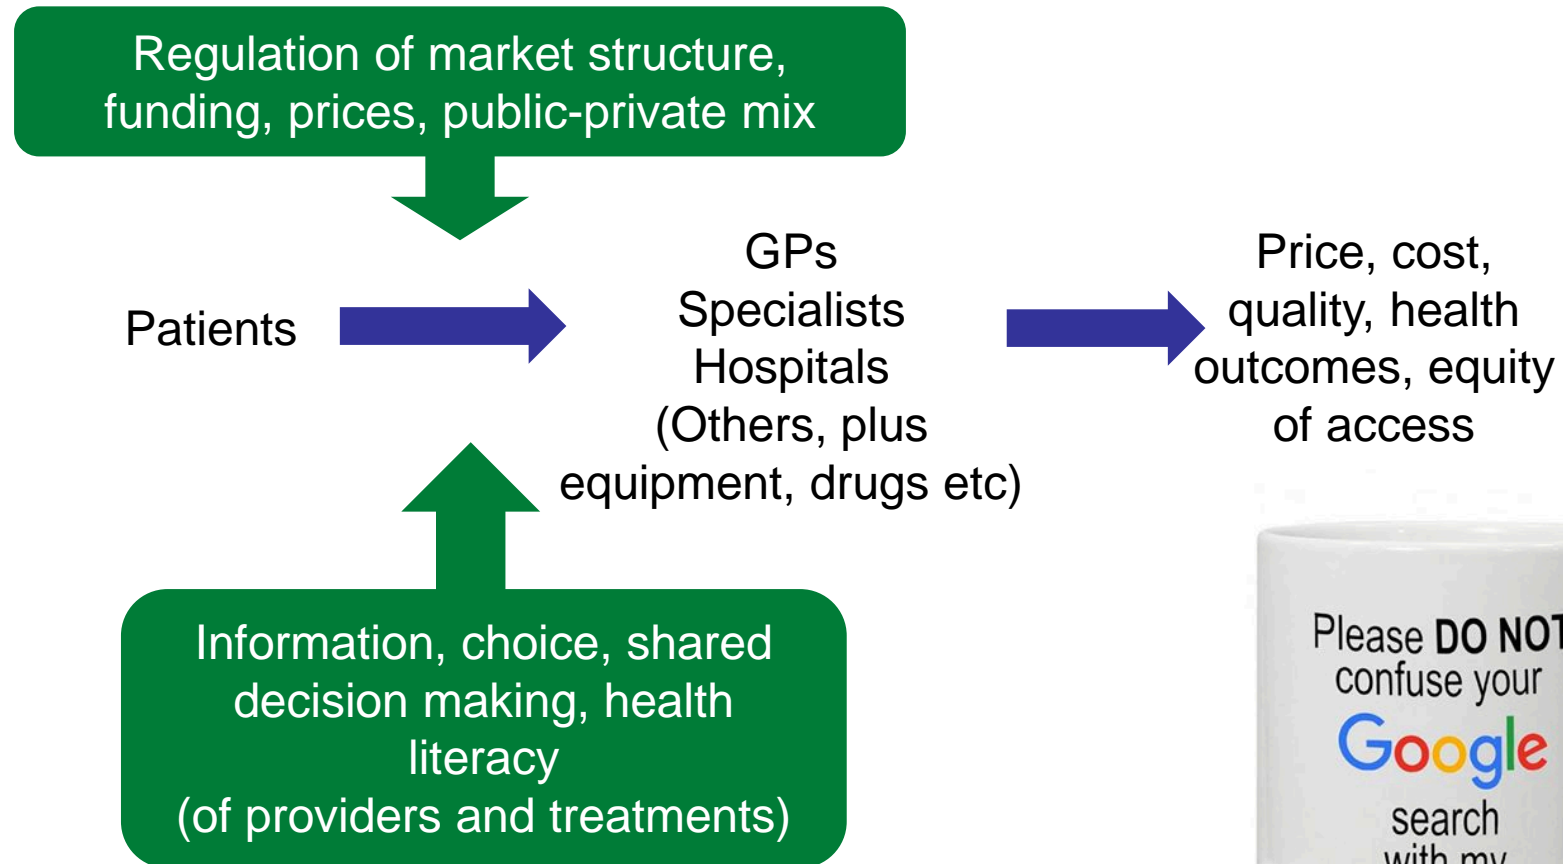 Regulation of market structure,
funding, prices, public-private mix
Patients
GPs
Specialists
Hospitals
(Others, plus
equipment, drugs etc)
Price, cost,
quality, health
outcomes, equity
of access
Information, choice, shared
decision making, health
literacy
(of providers and treatments)
Please DO NOT
confuse your
Google
search
with my